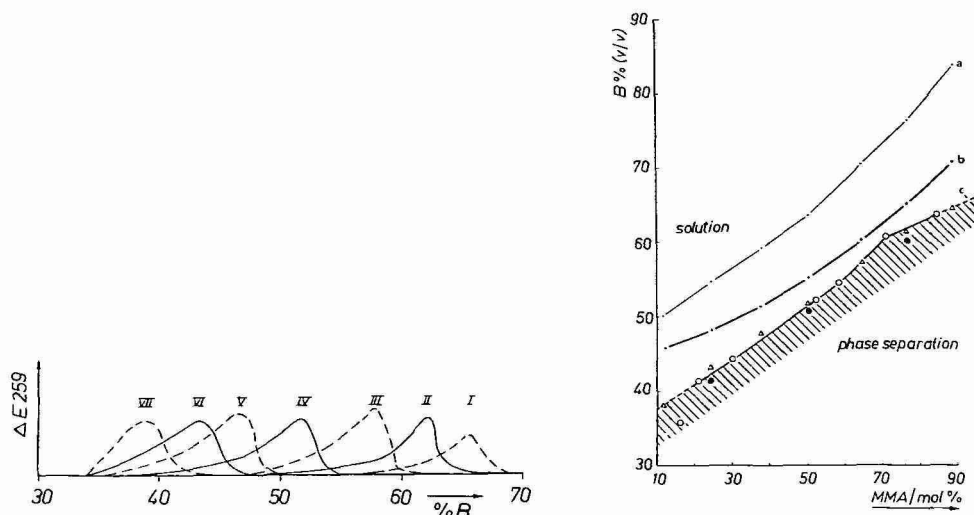 Δ E 259
VII VI V IV III II I
30 40 50 60 70
% B
B % (v/v)
90
80
70
60
50
40
30
a
b
c
solution
phase separation
10 30 50 70 90
MMA / mol %